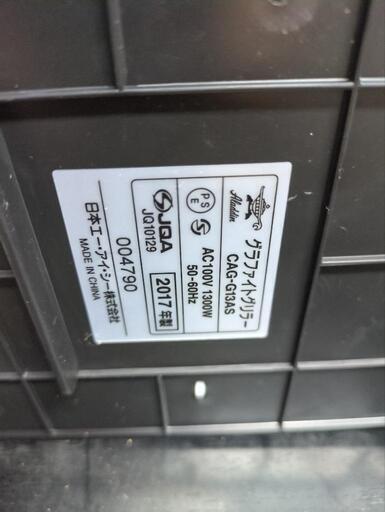 Aladdin
グラファイトグリラー
CAG-G13AS
PS
E
S
AC100V 1300W
50-60Hz
JQA
JQ10129
2017年製
004790
日本エー・アイ・シー株式会社
MADE IN CHINA